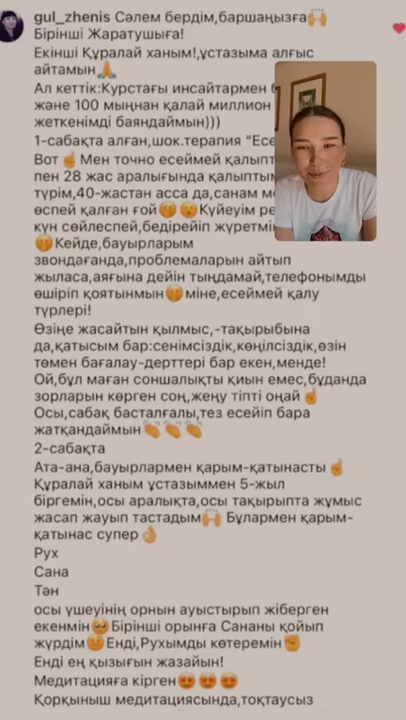 gul_zhenis Сәлем бердім,баршаңызға🙌
Бірінші Жаратушыға!
Екінші Құралай ханым!,ұстазыма алғыс
айтамын🙏
Ал кеттік:Курстағы инсайтармен
және 100 мыңнан қалай миллион
жеткенімді баяндаймын)))
1-сабақта алған,шок.терапия "Есе
Вот☝Мен точно есеймей қалыпт
пен 28 жас аралығында қалыптым
түрім,40-жастан асса да,санам
өспей қалған ғой🤭🤭Күйеуім
күн сөйлеспей,бедірейіп жүретмін
🤭Кейде,бауырларым
звондағанда,проблемаларын айтып
жыласа,аяғына дейін тыңдамай,телефонымды
өшіріп қоятынмын🤭міне,есеймей қалу
түрлері!
Өзіңе жасайтын қылмыс,-тақырыбына
да,қатысым бар:сенімсіздік,көңілсіздік,өзін
төмен бағалау-дерттері бар екен,менде!
Ой,бұл маған соншалықты қиын емес,бұданда
зорларын көрген соң,жеңу тіпті оңай☝
Осы,сабақ басталғалы,тез есейіп бара
жатқандаймын👏👏👏
2-сабақта
Ата-ана,бауырлармен қарым-қатынасты☝
Құралай ханым ұстазыммен 5-жыл
біргемін,осы аралықта,осы тақырыпта жұмыс
жасап жауып тастадым🙌 Бұлармен қарым-
қатынас супер👌
Рух
Сана
Тән
осы үшеуінің орнын ауыстырып жіберген
екенмін🥺Бірінші орынға Сананы қойып
жүрдім☺Енді,Рухымды көтеремін✊
Енді ең қызығын жазайын!
Медитацияға кірген😍😍😍
Қорқыныш медитациясында,тоқтаусыз